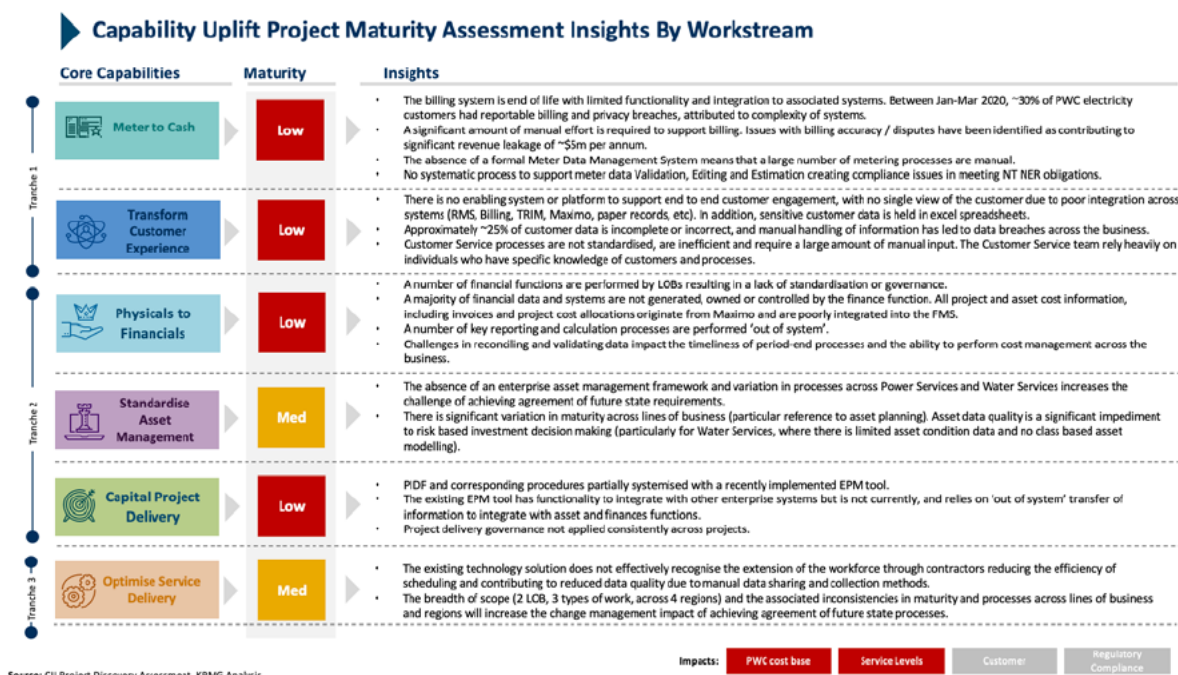 Capability Uplift Project Maturity Assessment Insights By Workstream
Core Capabilities
Maturity
Insights
Tranche 1
Meter to Cash
Low
· The billing system is end of life with limited functionality and integration to associated systems. Between Jan-Mar 2020, ~30% of PWC electricity
customers had reportable billing and privacy breaches, attributed to complexity of systems.
· A significant amount of manual effort is required to support billing. Issues with billing accuracy / disputes have been identified as contributing to
significant revenue leakage of ~$5m per annum.
· The absence of a formal Meter Data Management System means that a large number of metering processes are manual.
· No systematic process to support meter data Validation, Editing and Estimation creating compliance issues in meeting NT NER obligations.
Transform
Customer
Experience
Low
· There is no enabling system or platform to support end to end customer engagement, with no single view of the customer due to poor integration across
systems (RMS, Billing, TRIM, Maximo, paper records, etc). In addition, sensitive customer data is held in excel spreadsheets.
· Approximately ~25% of customer data is incomplete or incorrect, and manual handling of information has led to data breaches across the business.
· Customer Service processes are not standardised, are inefficient and require a large amount of manual input. The Customer Service team rely heavily on
individuals who have specific knowledge of customers and processes.
Tranche 2
Physicals to
Financials
Low
· A number of financial functions are performed by LOBs resulting in a lack of standardisation or governance.
· A majority of financial data and systems are not generated, owned or controlled by the finance function. All project and asset cost information,
including invoices and project cost allocations originate from Maximo and are poorly integrated into the FMS.
· A number of key reporting and calculation processes are performed 'out of system'.
· Challenges in reconciling and validating data impact the timeliness of period-end processes and the ability to perform cost management across the
business.
Standardise
Asset
Management
Med
· The absence of an enterprise asset management framework and variation in processes across Power Services and Water Services increases the
challenge of achieving agreement of future state requirements.
· There is significant variation in maturity across lines of business (particular reference to asset planning). Asset data quality is a significant impediment
to risk based investment decision making (particularly for Water Services, where there is limited asset condition data and no class based asset
modelling).
Capital Project
Delivery
Low
· PIDF and corresponding procedures partially systemised with a recently implemented EPM tool.
· The existing EPM tool has functionality to integrate with other enterprise systems but is not currently, and relies on 'out of system' transfer of
information to integrate with asset and finances functions.
· Project delivery governance not applied consistently across projects.
Tranche 3
Optimise Service
Delivery
Med
· The existing technology solution does not effectively recognise the extension of the workforce through contractors reducing the efficiency of
scheduling and contributing to reduced data quality due to manual data sharing and collection methods.
· The breadth of scope (2 LOB, 3 types of work, across 4 regions) and the associated inconsistencies in maturity and processes across lines of business
and regions will increase the change management impact of achieving agreement of future state processes.
Impacts:
PWC cost base
Service Levels
Customer
Regulatory
Compliance
Project Discovery Assessment, KPMG Analysis